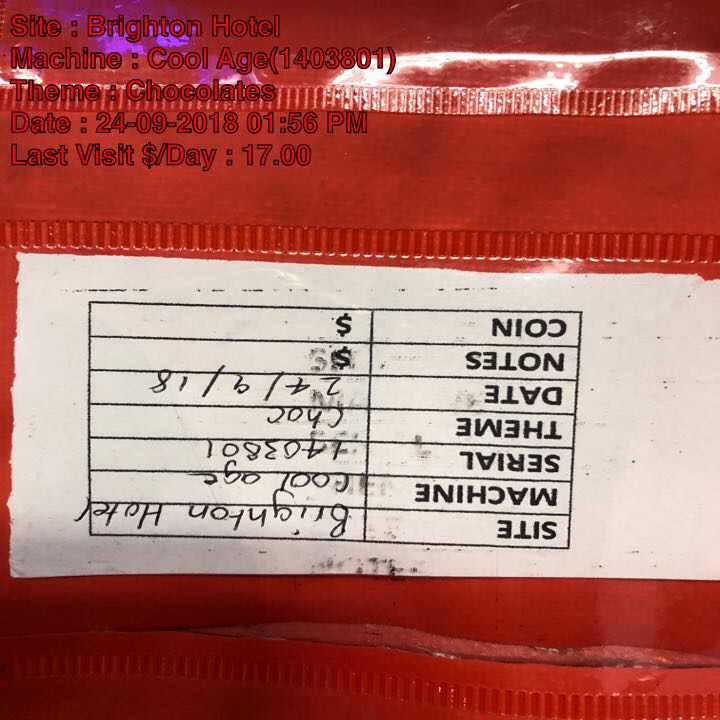 Site : Brighton Hotel
Machine : Cool Age(1403801)
Theme : Chocolates
Date : 24-09-2018 01:56 PM
Last Visit $/Day : 17.00
SITE Brighton Hotel
MACHINE Cool age
SERIAL 1403801
THEME Choc
DATE 24/9/18
NOTES $
COIN $